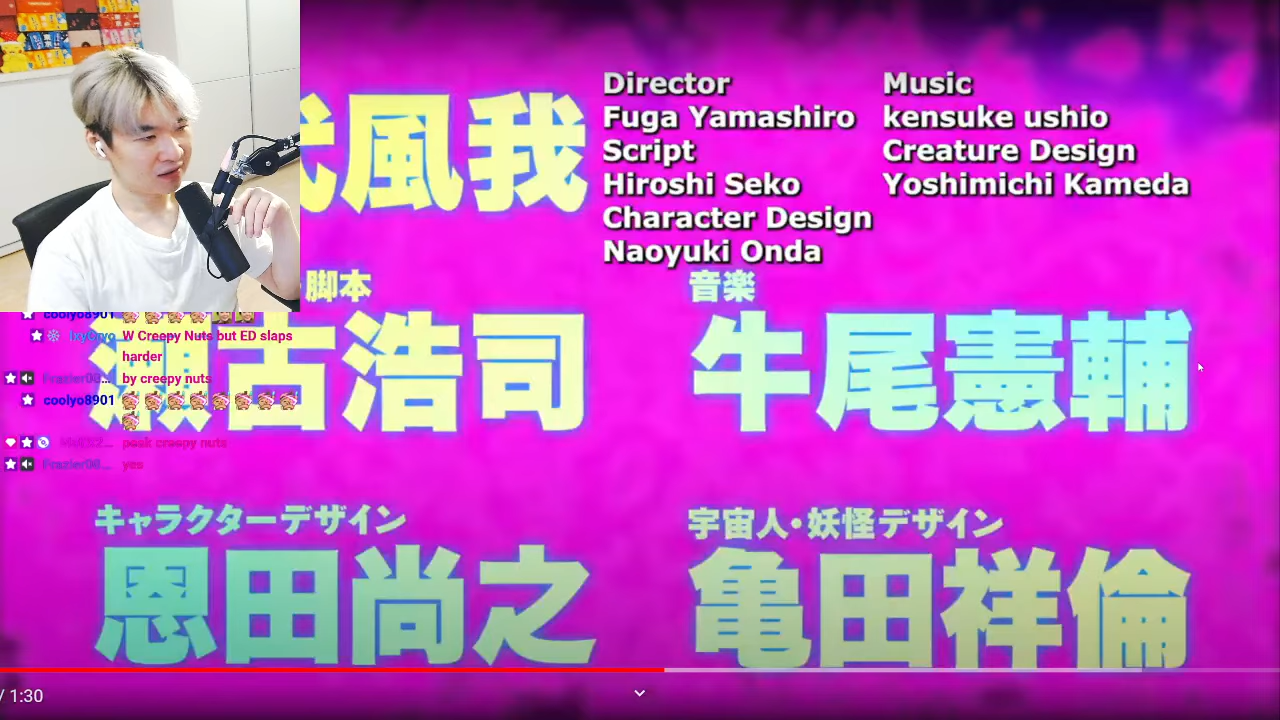 Director
Fuga Yamashiro
Script
Hiroshi Seko
Character Design
Naoyuki Onda
Music
kensuke ushio
Creature Design
Yoshimichi Kameda
風我
脚本
瀬古浩司
音楽
牛尾憲輔
キャラクターデザイン
恩田尚之
宇宙人・妖怪デザイン
亀田祥倫
coolyo8901
W Creepy Nuts but ED slaps
harder
by creepy nuts
coolyo8901
peak creepy nuts
yes
/ 1:30